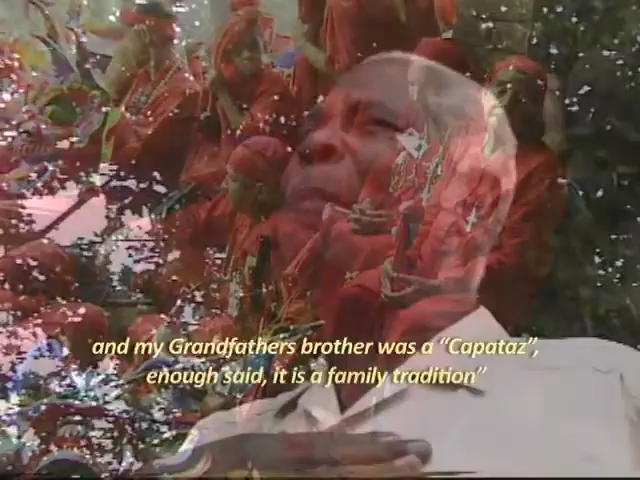 and my Grandfathers brother was a “Capataz”,
enough said, it is a family tradition”